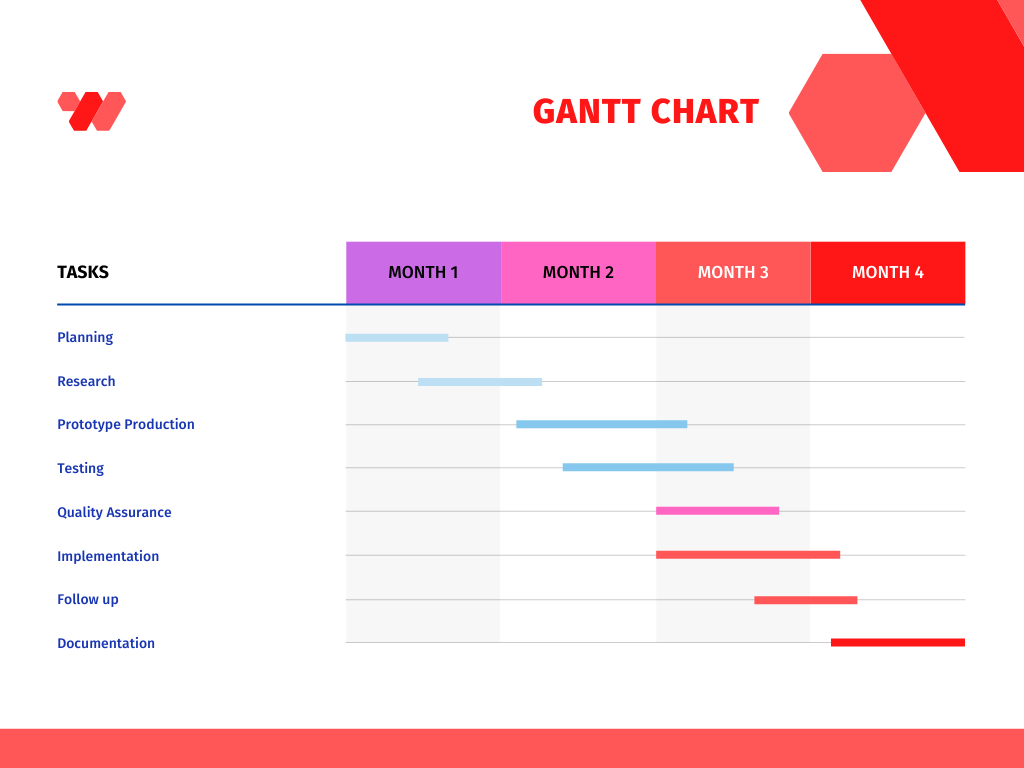 GANTT CHART
TASKS MONTH 1 MONTH 2 MONTH 3 MONTH 4
Planning
Research
Prototype Production
Testing
Quality Assurance
Implementation
Follow up
Documentation